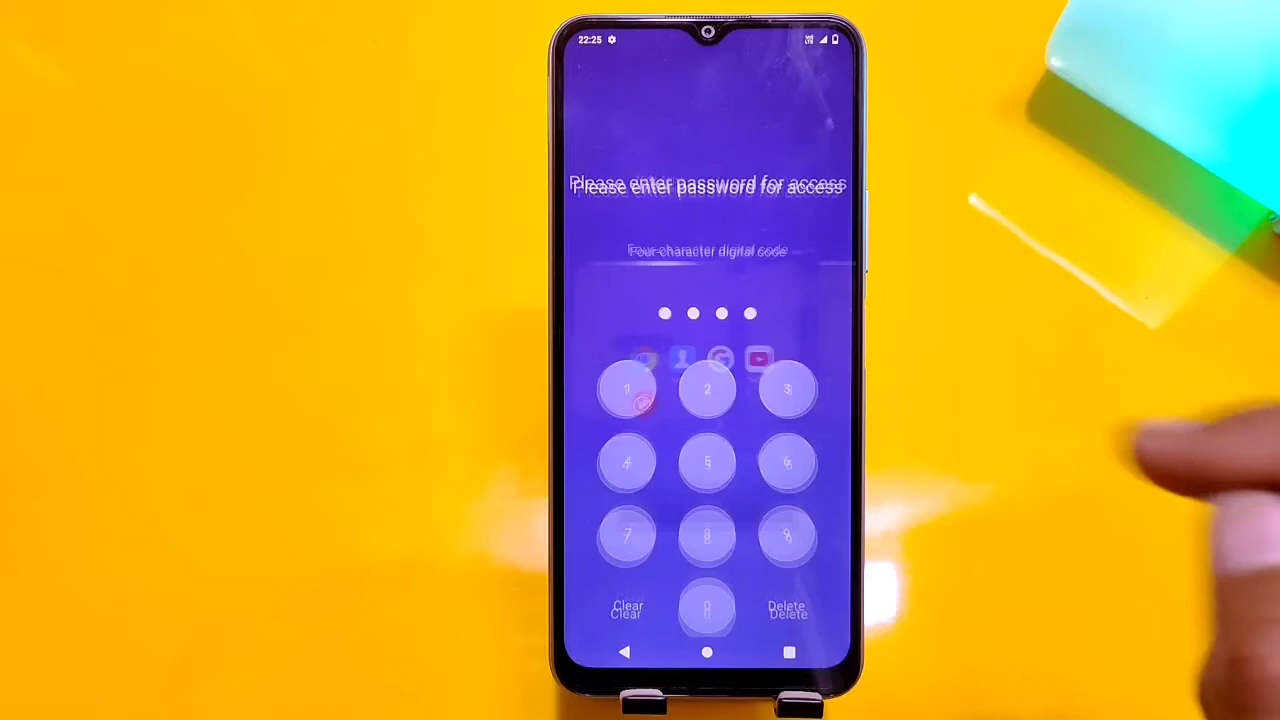 22:25
Please enter password for access
Four-character digital code
1 2 3
4 5 6
7 8 9
Clear 0 Delete